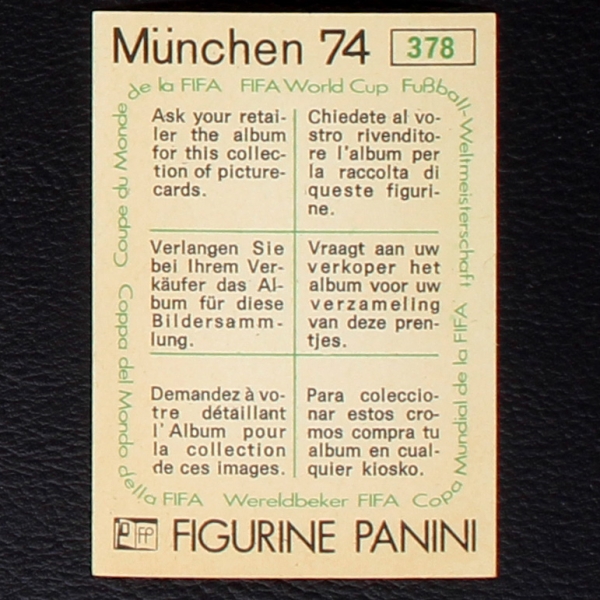 München 74 378
de la FIFA FIFA World Cup Fußball-Weltmeisterschaft
Coupe du Monde
Ask your retai-
ler the album
for this collec-
tion of picture-
cards.
Chiedete al vo-
stro rivendito-
re l'album per
la raccolta di
queste figuri-
ne.
Verlangen Sie
bei Ihrem Ver-
käufer das Al-
bum für diese
Bildersamm-
lung.
Vraagt aan uw
verkoper het
album voor uw
verzameling
van deze pren-
tjes.
Demandez à vo-
tre détaillant
l'Album pour
la collection
de ces images.
Para coleccio-
nar estos cro-
mos compra tu
album en cual-
quier kiosko.
Coppa del Mondo della FIFA Wereldbeker FIFA Copa Mundial de la FIFA
FP FIGURINE PANINI